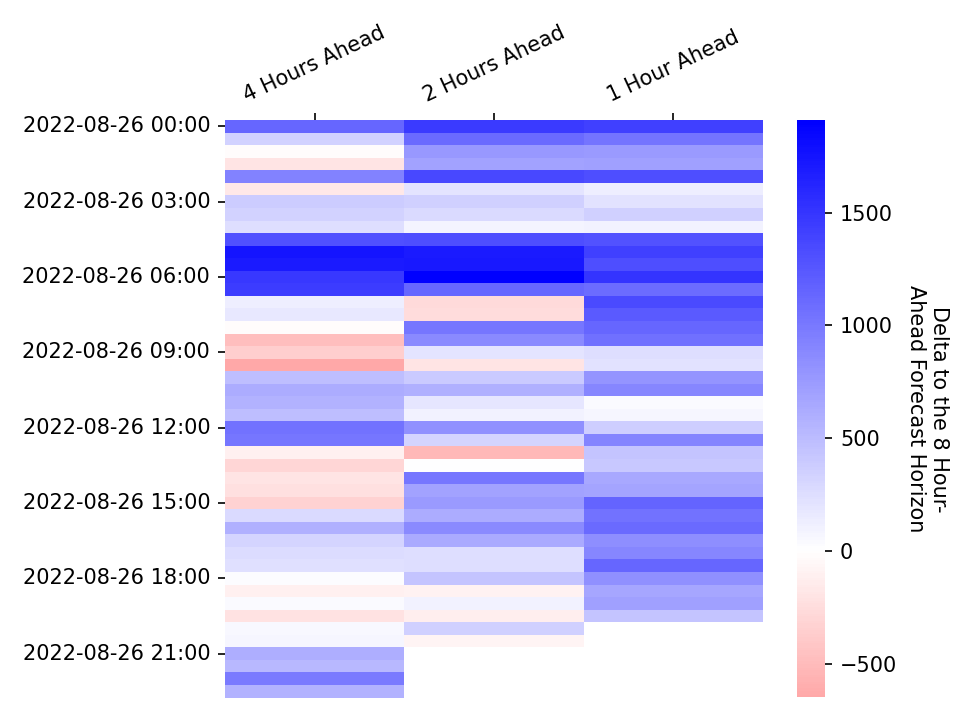 4 Hours Ahead
2 Hours Ahead
1 Hour Ahead
2022-08-26 00:00
2022-08-26 03:00
2022-08-26 06:00
2022-08-26 09:00
2022-08-26 12:00
2022-08-26 15:00
2022-08-26 18:00
2022-08-26 21:00
1500
1000
500
0
−500
Delta to the 8 Hour-
Ahead Forecast Horizon